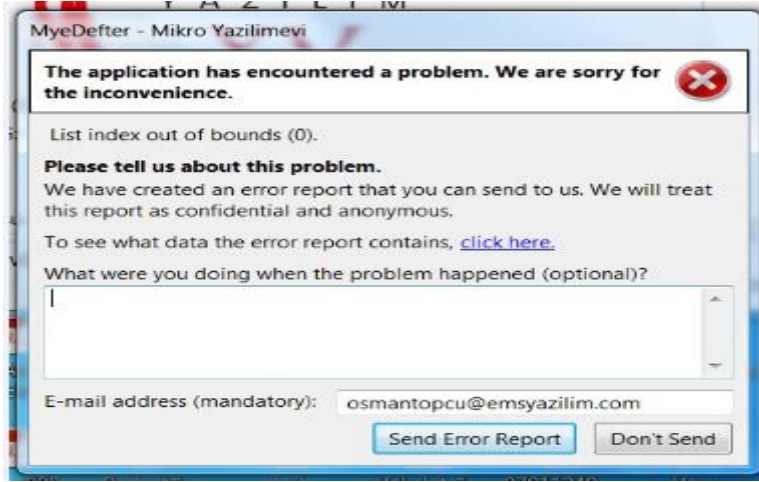 Y A Z I L I M
MyeDefter - Mikro Yazilimevi
The application has encountered a problem. We are sorry for
the inconvenience.
List index out of bounds (0).
Please tell us about this problem.
We have created an error report that you can send to us. We will treat
this report as confidential and anonymous.
To see what data the error report contains, click here.
What were you doing when the problem happened (optional)?
E-mail address (mandatory): osmantopcu@emsyazilim.com
Send Error Report Don't Send